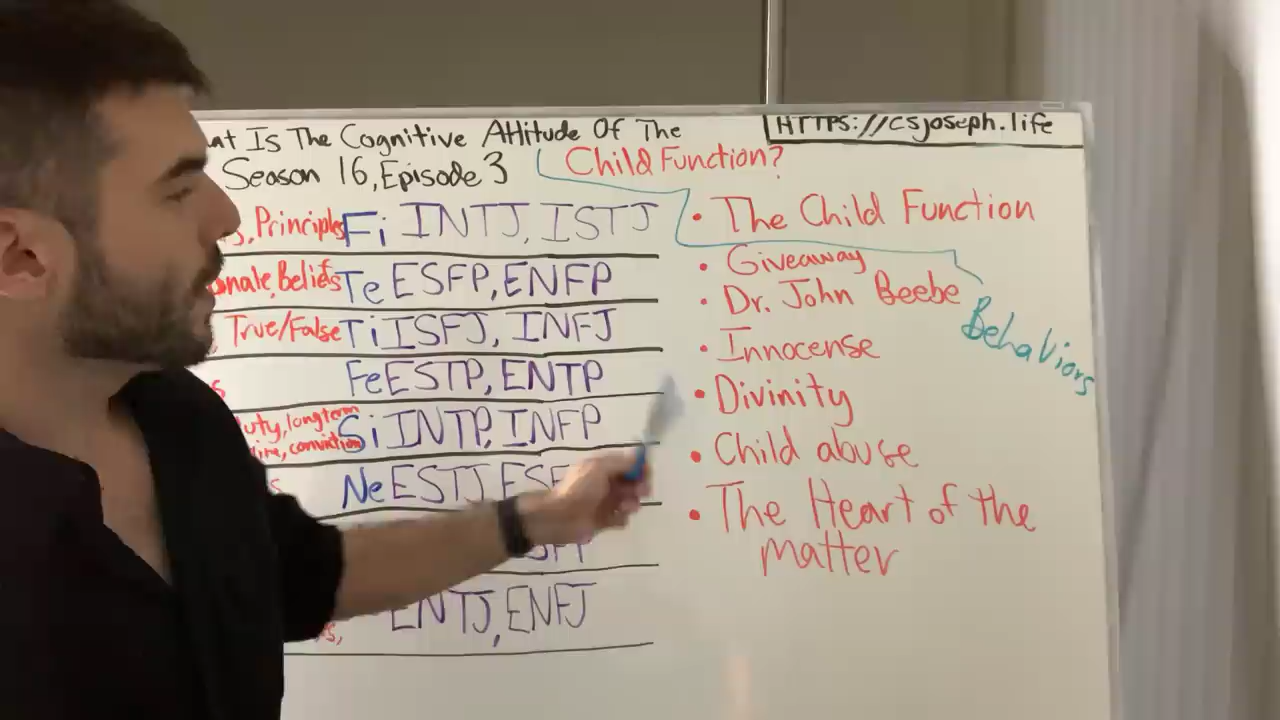 Is The Cognitive Attitude Of The
HTTPS://csjoseph.life
Season 16, Episode 3
Child Function?
Principles Fi INTJ, ISTJ
Beliefs Te ESFP, ENFP
True/False Ti ISFJ, INFJ
Fe ESTP, ENTP
longterm
Si INTP, INFP
Ne ESTJ,
ENTJ, ENFJ
• The Child Function
• Giveaway
• Dr. John Beebe
• Innocense
• Divinity
• Child abuse
• The Heart of the
matter
Behaviors